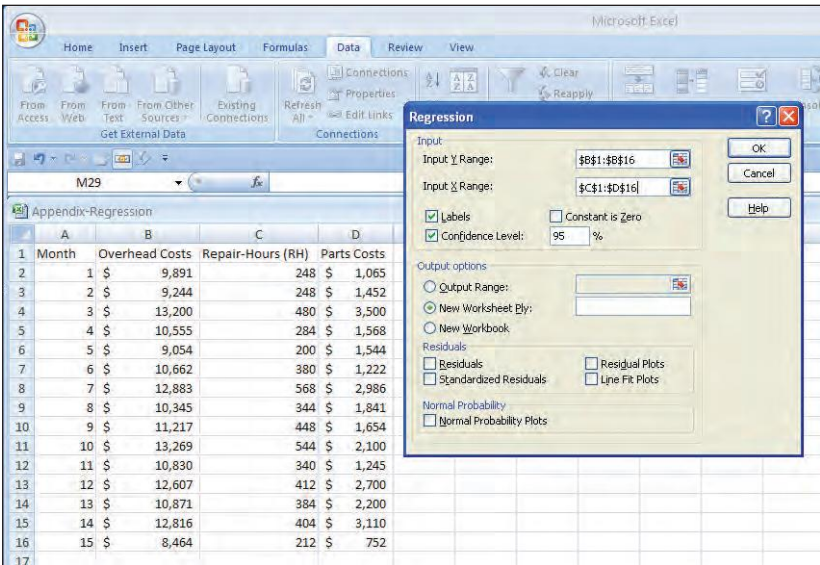 Microsoft Excel
Home Insert Page Layout Formulas Data Review View
From Access
From Web
From Text
From Other Sources
Existing Connections
Get External Data
Refresh All
Connections
Properties
Edit Links
Connections
A Z
Z A
A Z
Z A
Clear
Reapply
M29 fx
Appendix-Regression
A B C D
1 Month Overhead Costs Repair-Hours (RH) Parts Costs
2 1 $ 9,891 248 $ 1,065
3 2 $ 9,244 248 $ 1,452
4 3 $ 13,200 480 $ 3,500
5 4 $ 10,555 284 $ 1,568
6 5 $ 9,054 200 $ 1,544
7 6 $ 10,662 380 $ 1,222
8 7 $ 12,883 568 $ 2,986
9 8 $ 10,345 344 $ 1,841
10 9 $ 11,217 448 $ 1,654
11 10 $ 13,269 544 $ 2,100
12 11 $ 10,830 340 $ 1,245
13 12 $ 12,607 412 $ 2,700
14 13 $ 10,871 384 $ 2,200
15 14 $ 12,816 404 $ 3,110
16 15 $ 8,464 212 $ 752
17
Regression
Input
Input Y Range: $B$1:$B$16
Input X Range: $C$1:$D$16
Labels Constant is Zero
Confidence Level: 95 %
Output options
Output Range:
New Worksheet Ply:
New Workbook
Residuals
Residuals Residual Plots
Standardized Residuals Line Fit Plots
Normal Probability
Normal Probability Plots
OK
Cancel
Help